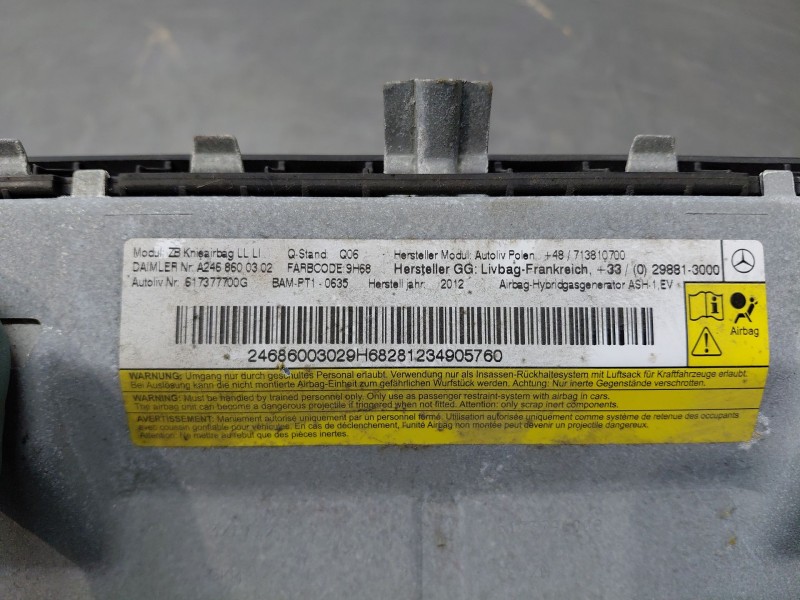 Modul: ZB Knieairbag LL LI Q-Stand: Q06 Hersteller Modul: Autoliv Polen, +48/713810700
DAIMLER Nr. A246 860 03 02 FARBCODE 9H68 Hersteller GG: Livbag-Frankreich, +33/(0) 29881-3000
Autoliv Nr. 617377700G BAM-PT1-0635 Herstelljahr: 2012 Airbag-Hybridgasgenerator ASH-1,EV
Airbag
24686003029H68281234905760
WARNUNG: Umgang nur durch geschultes Personal erlaubt. Verwendung nur als Insassen-Rückhaltesystem mit Luftsack für Kraftfahrzeuge erlaubt.
Bei Auslösung kann die nicht montierte Airbag-Einheit zum gefährlichen Wurfstück werden. Achtung: Nur inerte Gegenstände verschrotten.
WARNING: Must be handled by trained personnel only. Only use as passenger restraint-system with airbag in cars.
The airbag unit can become a dangerous projectile if triggered when not fitted. Attention: only scrap inert components.
AVERTISSEMENT: Maniement autorisé uniquement par un personnel formé. Utilisation autorisée uniquement comme système de retenue des occupants
avec coussin gonflable pour véhicules. En cas de déclenchement, l'unité Airbag non montée peut devenir un projectile dangereux.
Attention: Ne mettre au rebut que des pièces inertes.